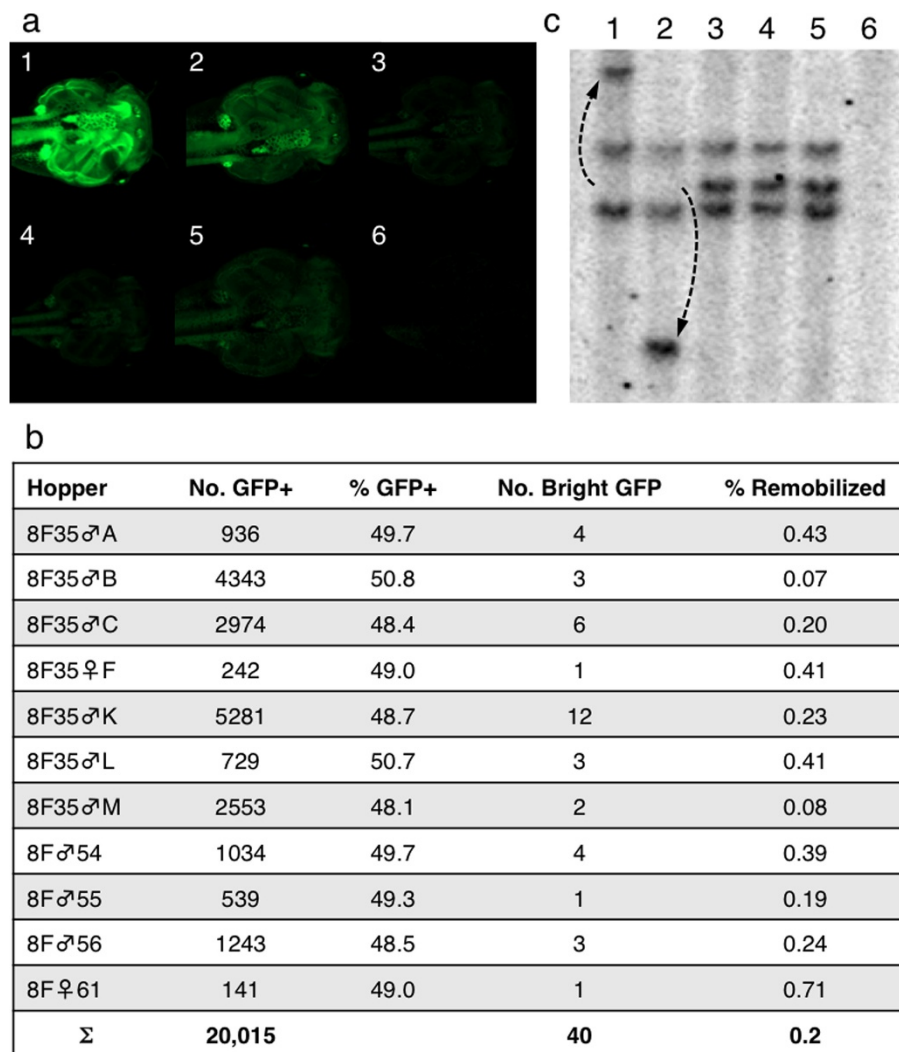 a
1 2 3
4 5 6
c
1 2 3 4 5 6
b
Hopper No. GFP+ % GFP+ No. Bright GFP % Remobilized
8F35♂A 936 49.7 4 0.43
8F35♂B 4343 50.8 3 0.07
8F35♂C 2974 48.4 6 0.20
8F35♀F 242 49.0 1 0.41
8F35♂K 5281 48.7 12 0.23
8F35♂L 729 50.7 3 0.41
8F35♂M 2553 48.1 2 0.08
8F♂54 1034 49.7 4 0.39
8F♂55 539 49.3 1 0.19
8F♂56 1243 48.5 3 0.24
8F♀61 141 49.0 1 0.71
Σ 20,015 40 0.2